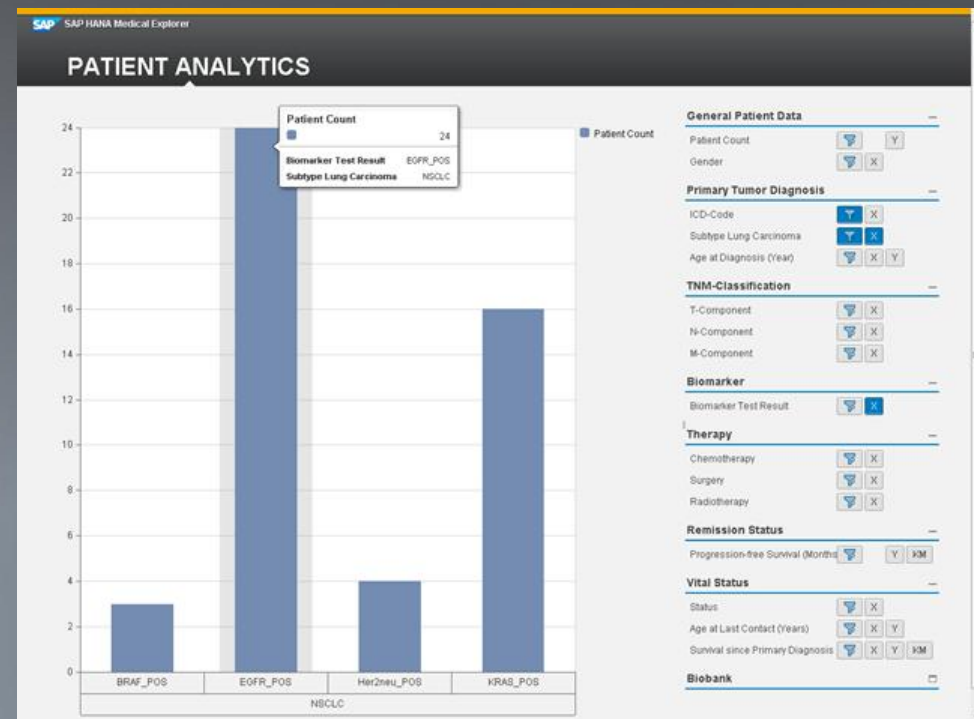 SAP SAP HANA Medical Explorer
PATIENT ANALYTICS
Patient Count
24
Biomarker Test Result EGFR_POS
Subtype Lung Carcinoma NSCLC
Patient Count
24
22
20
18
16
14
12
10
8
6
4
2
0
BRAF_POS EGFR_POS Her2neu_POS KRAS_POS
NSCLC
General Patient Data
Patient Count Y
Gender X
Primary Tumor Diagnosis
ICD-Code X
Subtype Lung Carcinoma X
Age at Diagnosis (Year) X Y
TNM-Classification
T-Component X
N-Component X
M-Component X
Biomarker
Biomarker Test Result X
Therapy
Chemotherapy X
Surgery X
Radiotherapy X
Remission Status
Progression-free Survival (Months Y KM
Vital Status
Status X
Age at Last Contact (Years) X Y
Survival since Primary Diagnosis X Y KM
Biobank